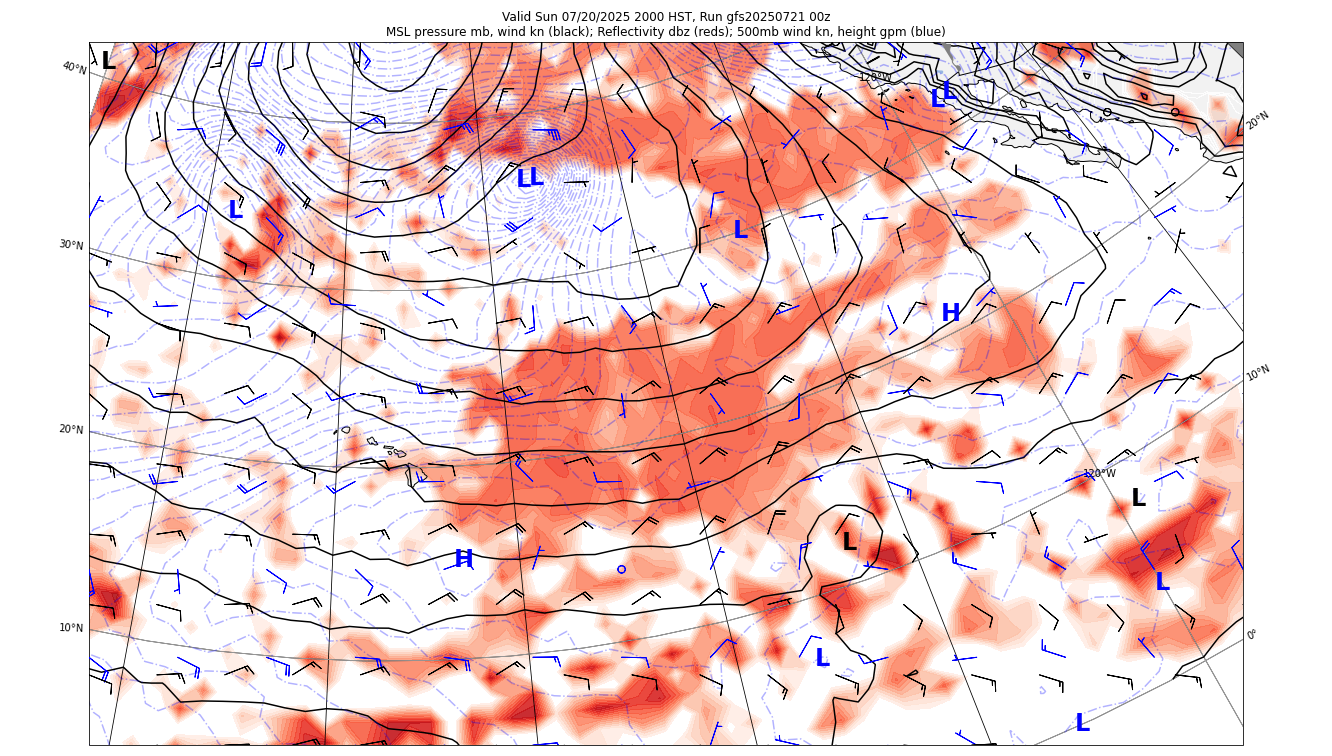 Valid Sun 07/20/2025 2000 HST, Run gfs20250721 00z
MSL pressure mb, wind kn (black); Reflectivity dbz (reds); 500mb wind kn, height gpm (blue)
L
40°N
120°W
L
L
20°N
L
L
L
L
30°N
H
10°N
20°N
120°W
L
L
H
L
10°N
0°
L
L